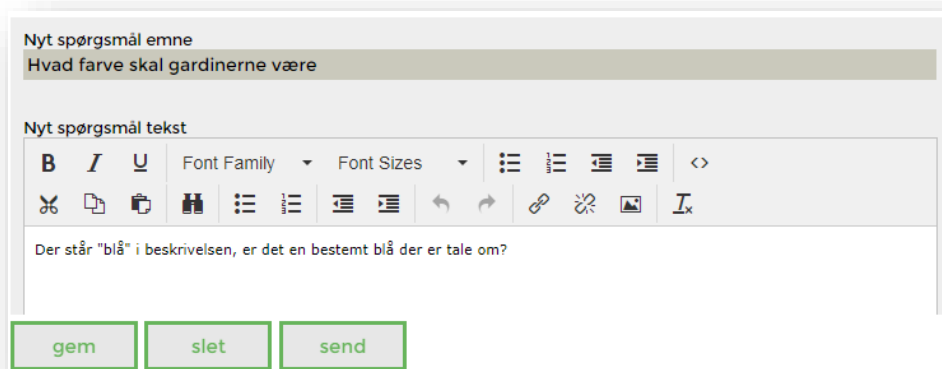 Nyt spørgsmål emne
Hvad farve skal gardinerne være
Nyt spørgsmål tekst
B I U Font Family Font Sizes
Der står "blå" i beskrivelsen, er det en bestemt blå der er tale om?
gem slet send